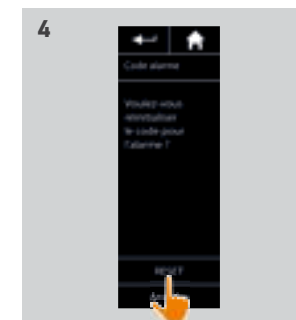 4
Code alarme
Voulez-vous
réinitialiser
le code pour
l'alarme ?
RESET